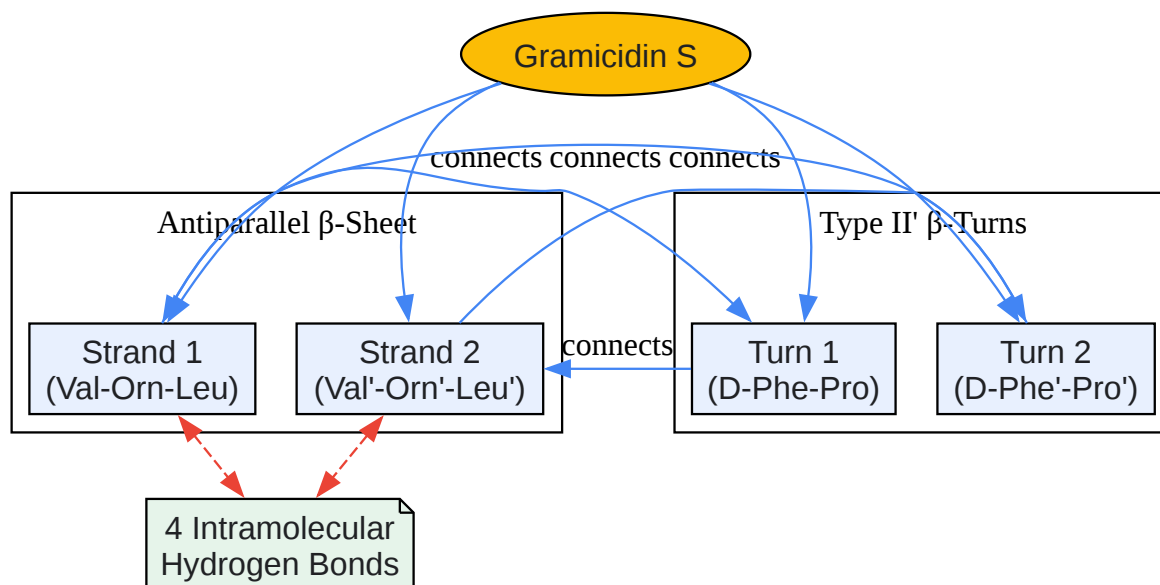 Gramicidin S
connects connects connects
Antiparallel β-Sheet
Type II' β-Turns
Strand 1
(Val-Orn-Leu)
Strand 2
(Val'-Orn'-Leu')
connects
Turn 1
(D-Phe-Pro)
Turn 2
(D-Phe'-Pro')
4 Intramolecular
Hydrogen Bonds